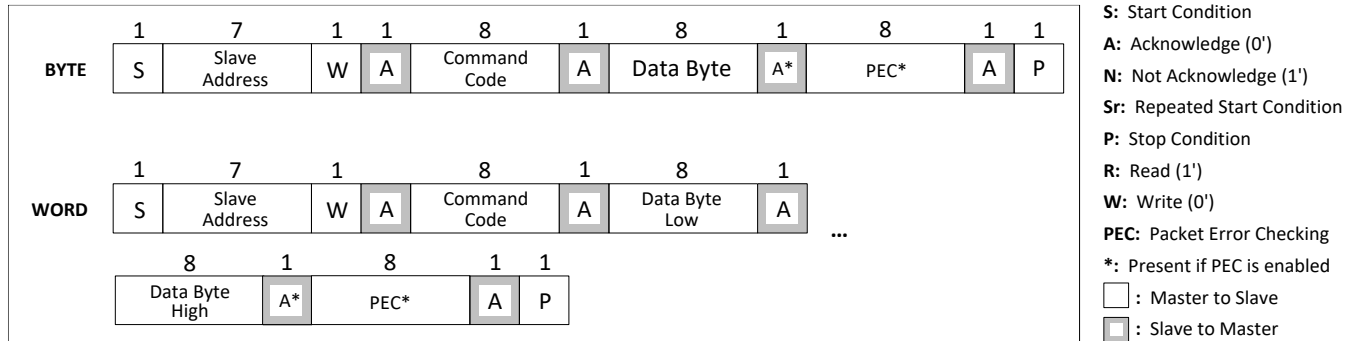 1 7 1 1 8 1 8 1 8 1 1
BYTE S Slave Address W A Command Code A Data Byte A* PEC* A P
1 7 1 8 1 8 1
WORD S Slave Address W A Command Code A Data Byte Low A ...
8 1 8 1 1
Data Byte High A* PEC* A P
S: Start Condition
A: Acknowledge (0')
N: Not Acknowledge (1')
Sr: Repeated Start Condition
P: Stop Condition
R: Read (1')
W: Write (0')
PEC: Packet Error Checking
*: Present if PEC is enabled
: Master to Slave
: Slave to Master